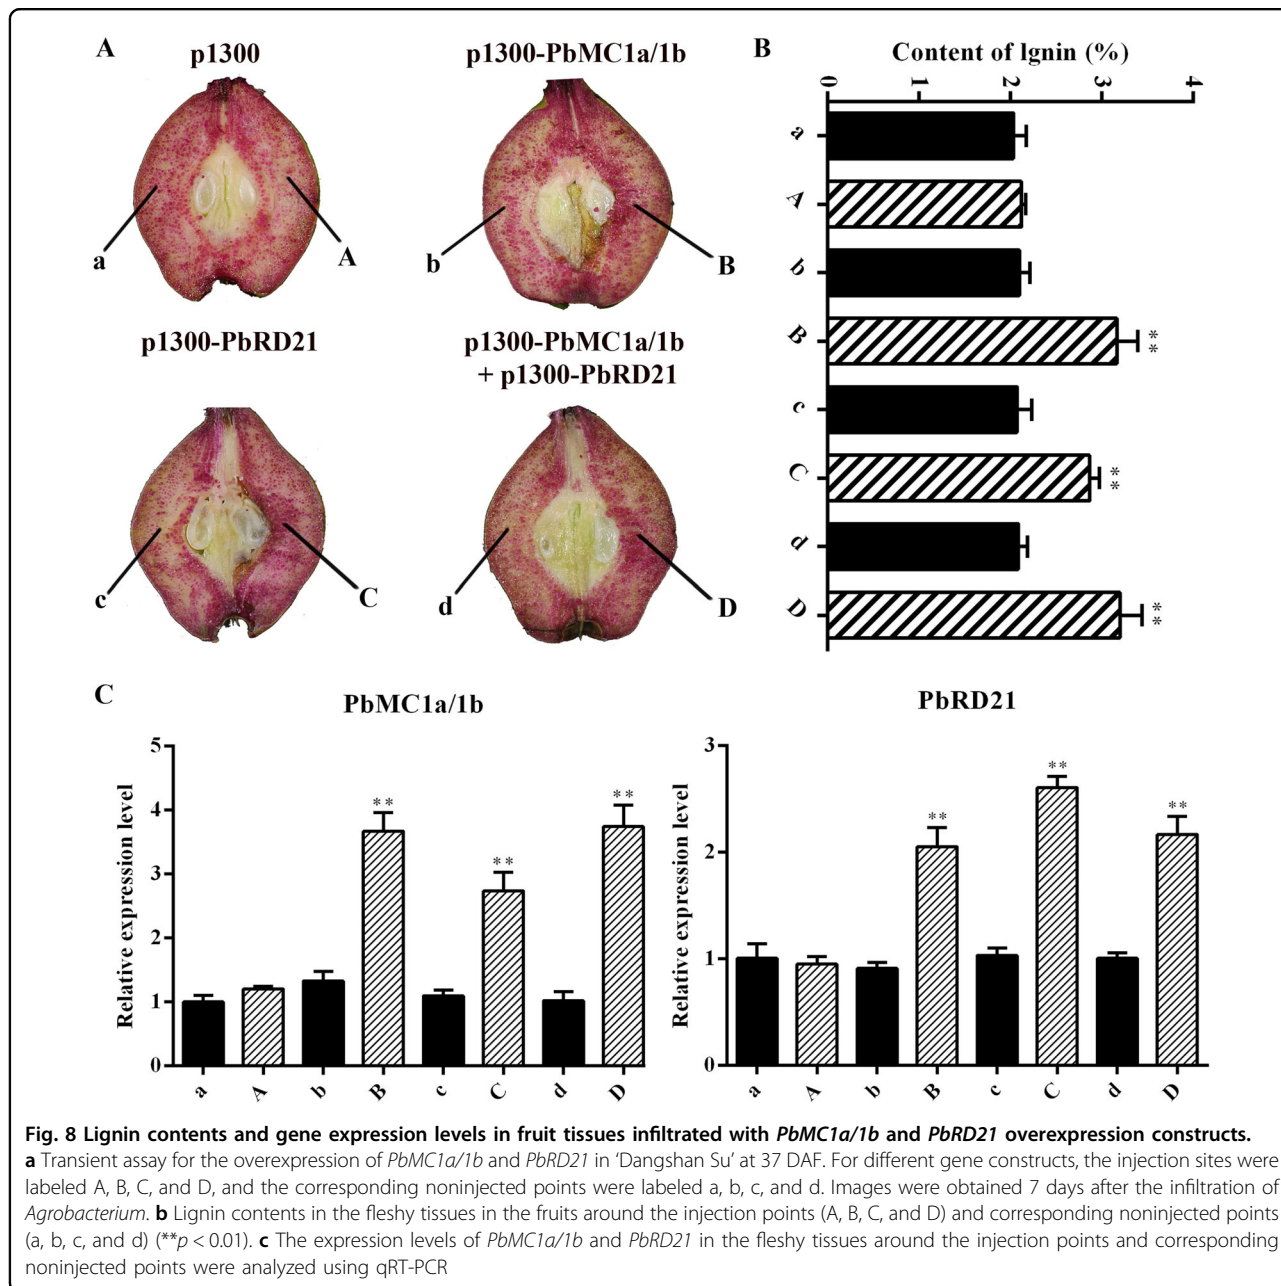 A
p1300
p1300-PbMC1a/1b
a
A
b
B
p1300-PbRD21
p1300-PbMC1a/1b
+ p1300-PbRD21
c
C
d
D
B
Content of lgnin (%)
0 1 2 3 4
a
A
b
B **
c
C **
d
D **
C
PbMC1a/1b
Relative expression level
5
4
3
2
1
0
** ** **
a A b B c C d D
PbRD21
Relative expression level
3
2
1
0
** ** **
a A b B c C d D
Fig. 8 Lignin contents and gene expression levels in fruit tissues infiltrated with PbMC1a/1b and PbRD21 overexpression constructs.
a Transient assay for the overexpression of PbMC1a/1b and PbRD21 in ‘Dangshan Su’ at 37 DAF. For different gene constructs, the injection sites were
labeled A, B, C, and D, and the corresponding noninjected points were labeled a, b, c, and d. Images were obtained 7 days after the infiltration of
Agrobacterium. b Lignin contents in the fleshy tissues in the fruits around the injection points (A, B, C, and D) and corresponding noninjected points
(a, b, c, and d) (**p < 0.01). c The expression levels of PbMC1a/1b and PbRD21 in the fleshy tissues around the injection points and corresponding
noninjected points were analyzed using qRT-PCR